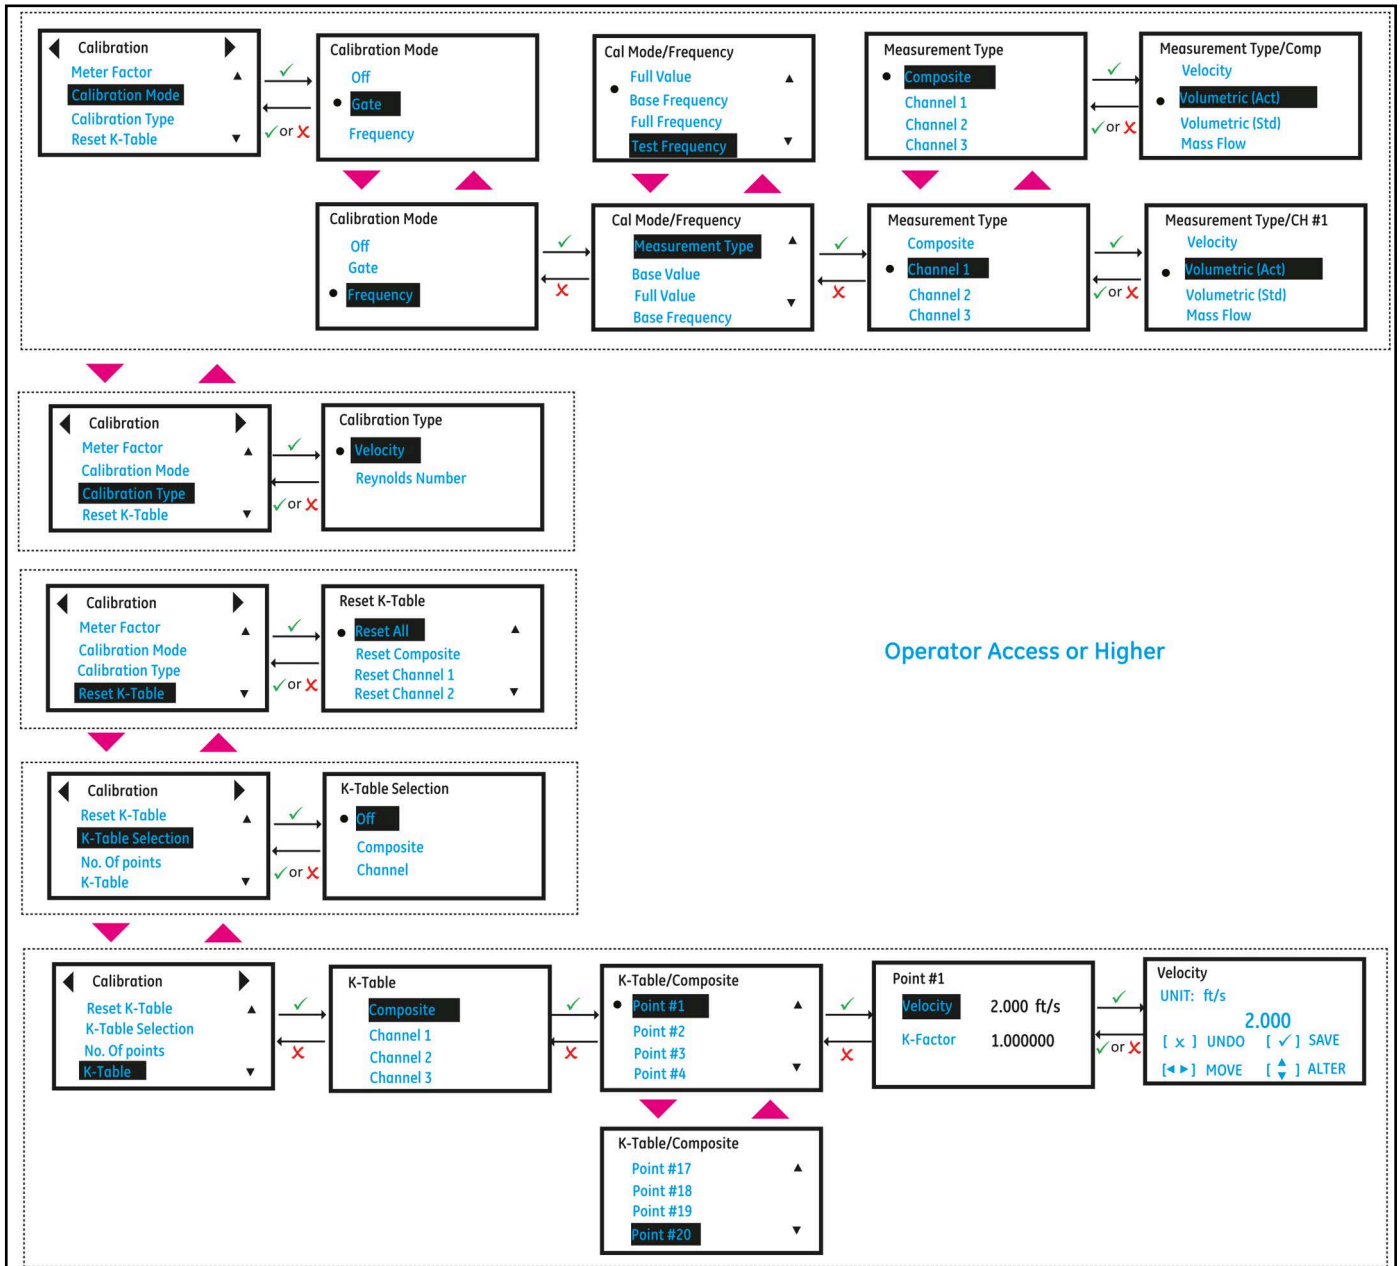 Calibration
Meter Factor
Calibration Mode
Calibration Type
Reset K-Table
✓
✓ or ✗
Calibration Mode
Off
Gate
Frequency
Cal Mode/Frequency
Full Value
Base Frequency
Full Frequency
Test Frequency
Measurement Type
Composite
Channel 1
Channel 2
Channel 3
✓
✓ or ✗
Measurement Type/Comp
Velocity
Volumetric (Act)
Volumetric (Std)
Mass Flow
Calibration Mode
Off
Gate
Frequency
✓
✗
Cal Mode/Frequency
Measurement Type
Base Value
Full Value
Base Frequency
✓
✗
Measurement Type
Composite
Channel 1
Channel 2
Channel 3
✓
✓ or ✗
Measurement Type/CH #1
Velocity
Volumetric (Act)
Volumetric (Std)
Mass Flow
Calibration
Meter Factor
Calibration Mode
Calibration Type
Reset K-Table
✓
✓ or ✗
Calibration Type
Velocity
Reynolds Number
Calibration
Meter Factor
Calibration Mode
Calibration Type
Reset K-Table
✓
✓ or ✗
Reset K-Table
Reset All
Reset Composite
Reset Channel 1
Reset Channel 2
Operator Access or Higher
Calibration
Reset K-Table
K-Table Selection
No. Of points
K-Table
✓
✓ or ✗
K-Table Selection
Off
Composite
Channel
Calibration
Reset K-Table
K-Table Selection
No. Of points
K-Table
✓
✗
K-Table
Composite
Channel 1
Channel 2
Channel 3
✓
✗
K-Table/Composite
Point #1
Point #2
Point #3
Point #4
✓
✗
Point #1
Velocity 2.000 ft/s
K-Factor 1.000000
✓
✓ or ✗
Velocity
UNIT: ft/s
2.000
[ x ] UNDO [ ✓ ] SAVE
[◄ ►] MOVE [ ▲▼ ] ALTER
K-Table/Composite
Point #17
Point #18
Point #19
Point #20